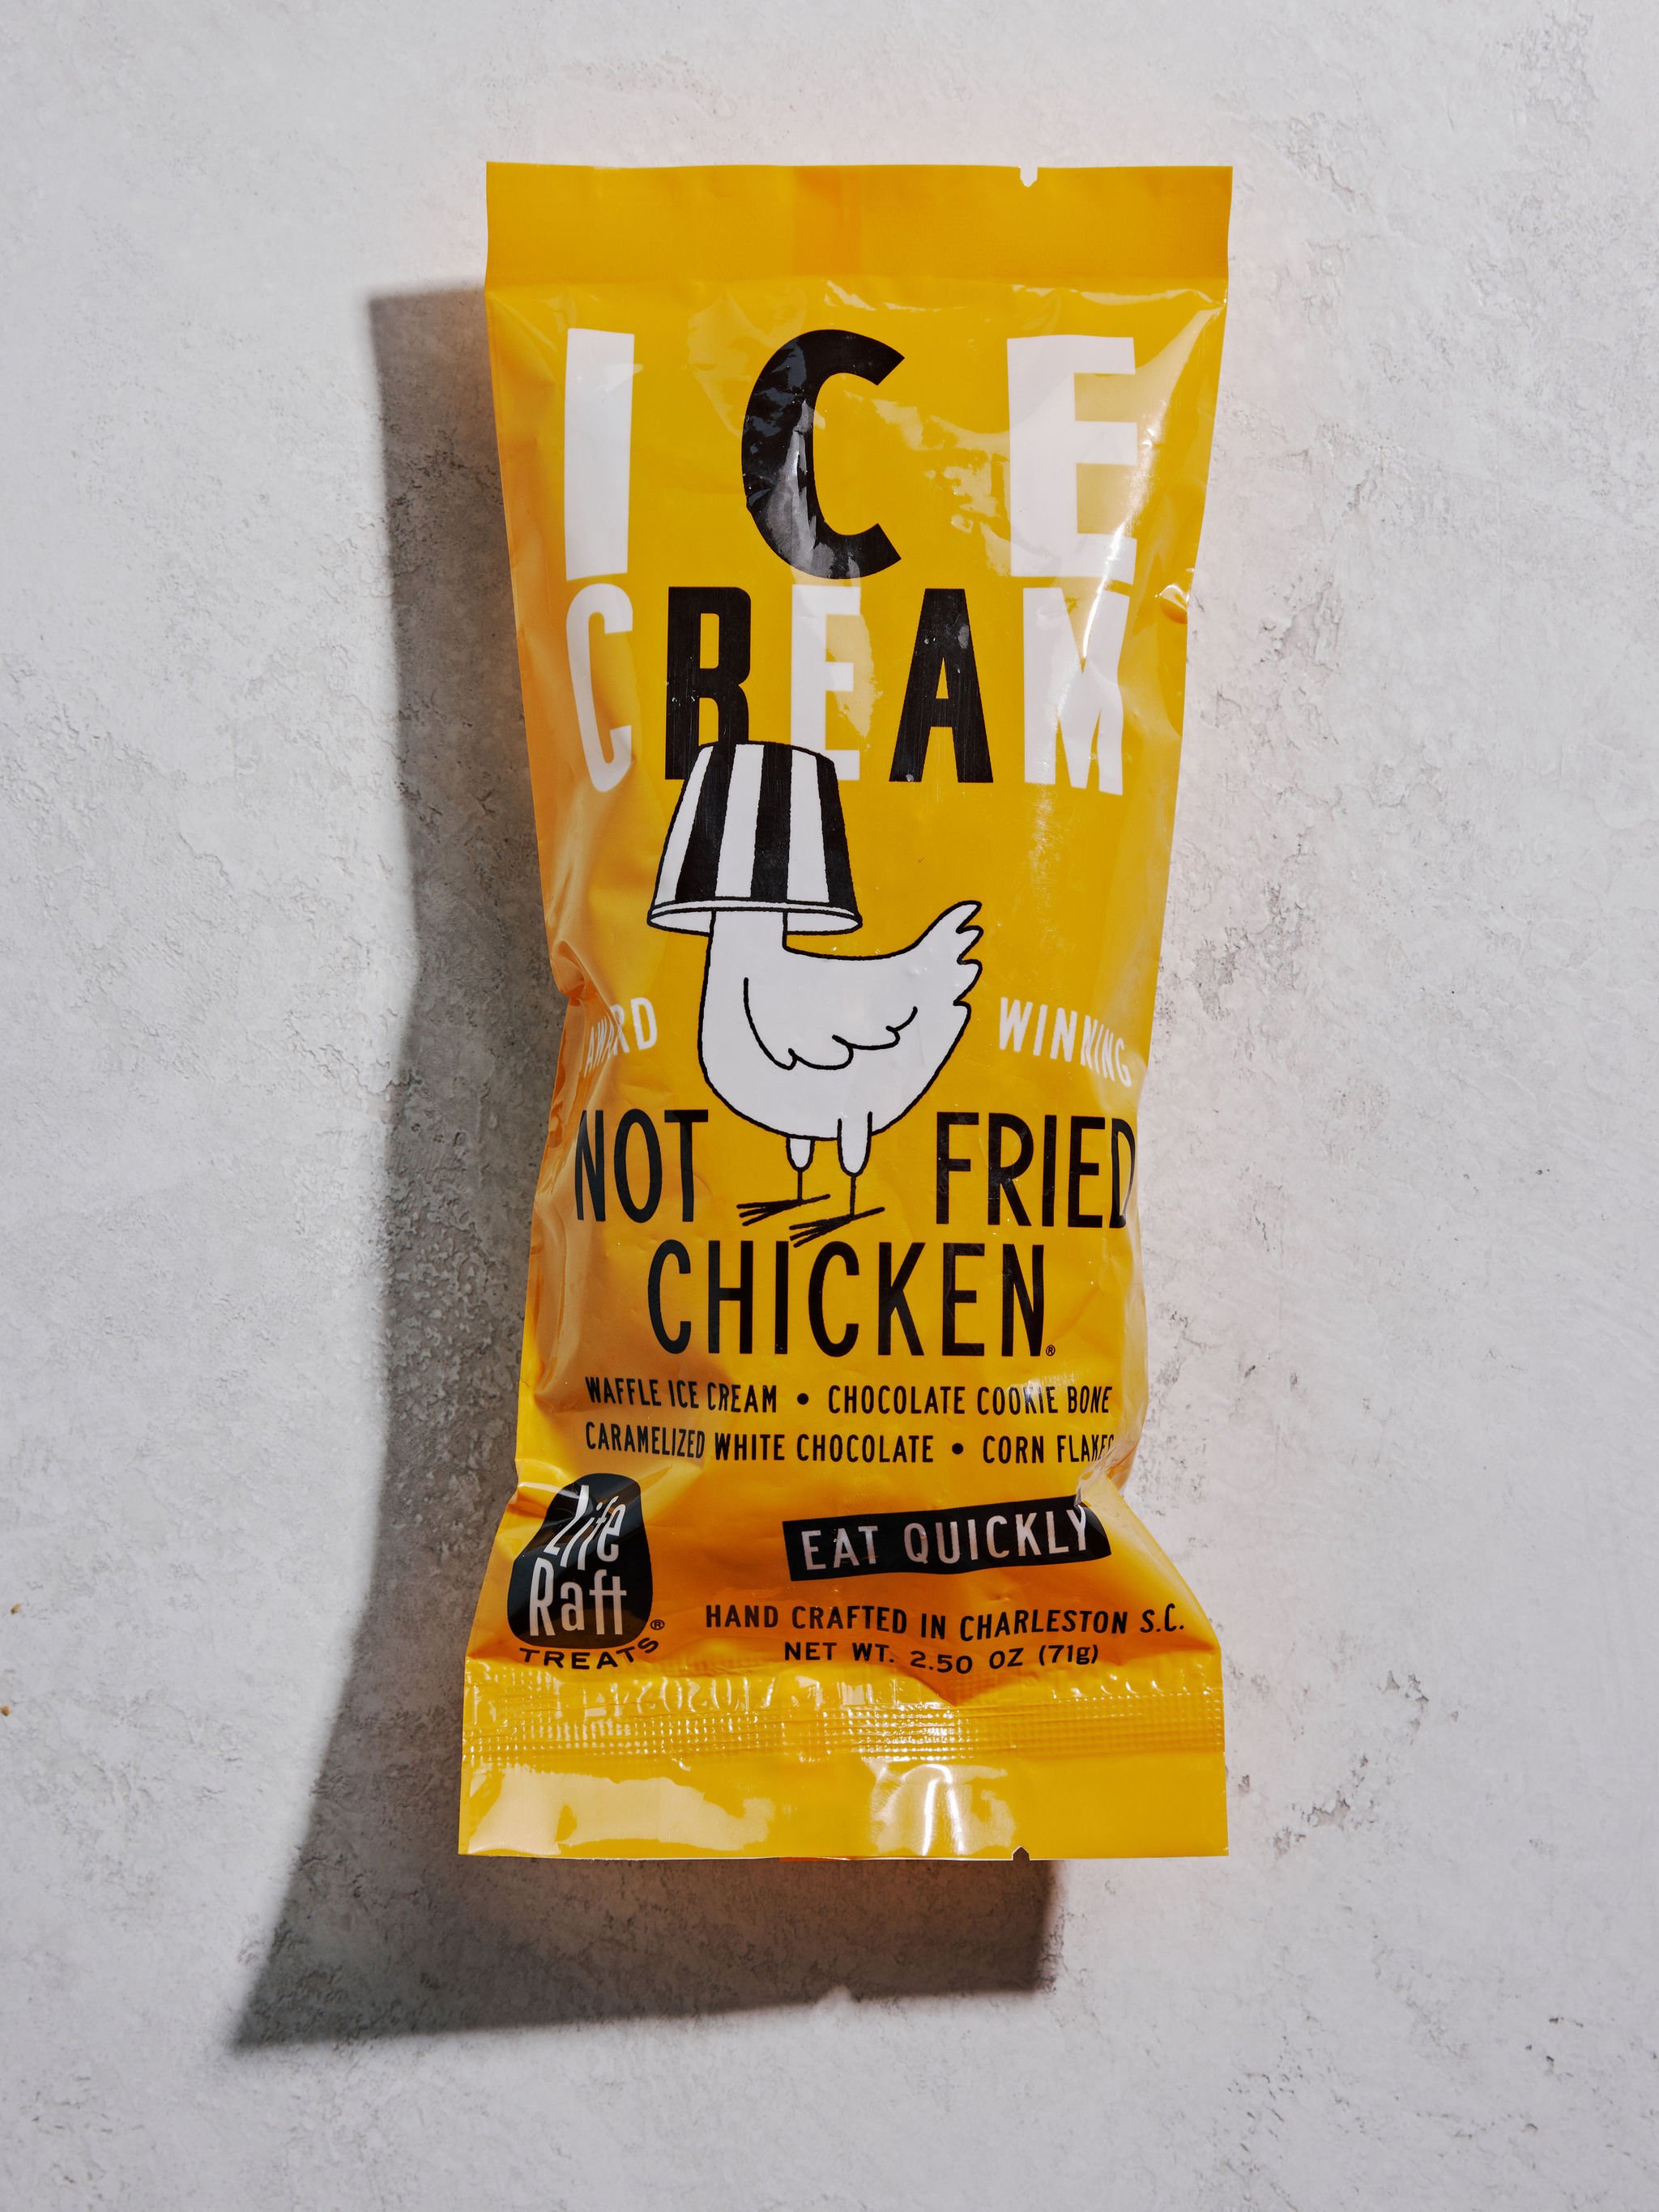 ICE
CREAM
AWARD WINNING
NOT FRIED
CHICKEN®
WAFFLE ICE CREAM • CHOCOLATE COOKIE BONE
CARAMELIZED WHITE CHOCOLATE • CORN FLAKES
Life
Raft
TREATS®
EAT QUICKLY
HAND CRAFTED IN CHARLESTON S.C.
NET WT. 2.50 OZ (71g)